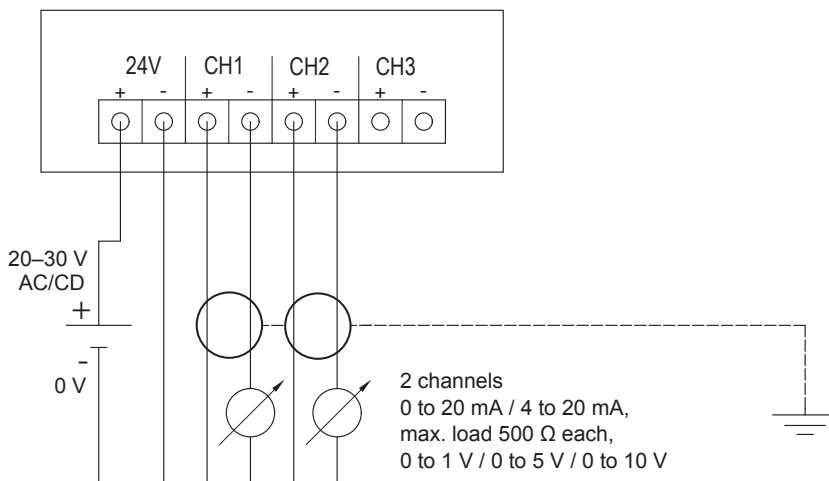 24V CH1 CH2 CH3
+ - + - + - + -
20–30 V
AC/CD
+
-
0 V
2 channels
0 to 20 mA / 4 to 20 mA,
max. load 500 Ω each,
0 to 1 V / 0 to 5 V / 0 to 10 V